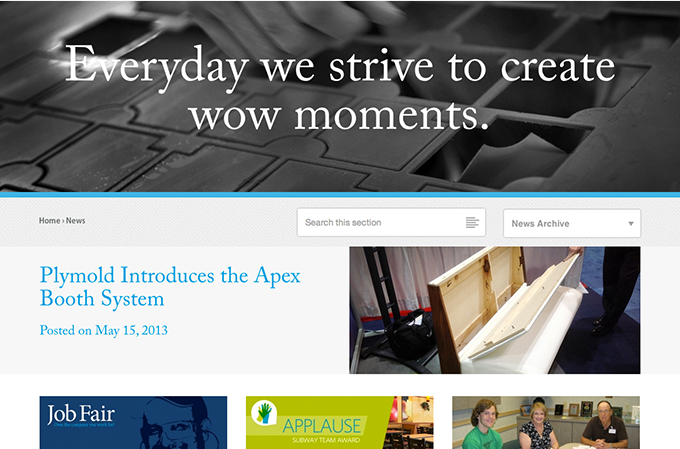 Everyday we strive to create
wow moments.
Home › News
Search this section
News Archive
Plymold Introduces the Apex
Booth System
Posted on May 15, 2013
Job Fair
APPLAUSE
SUBWAY TEAM AWARD